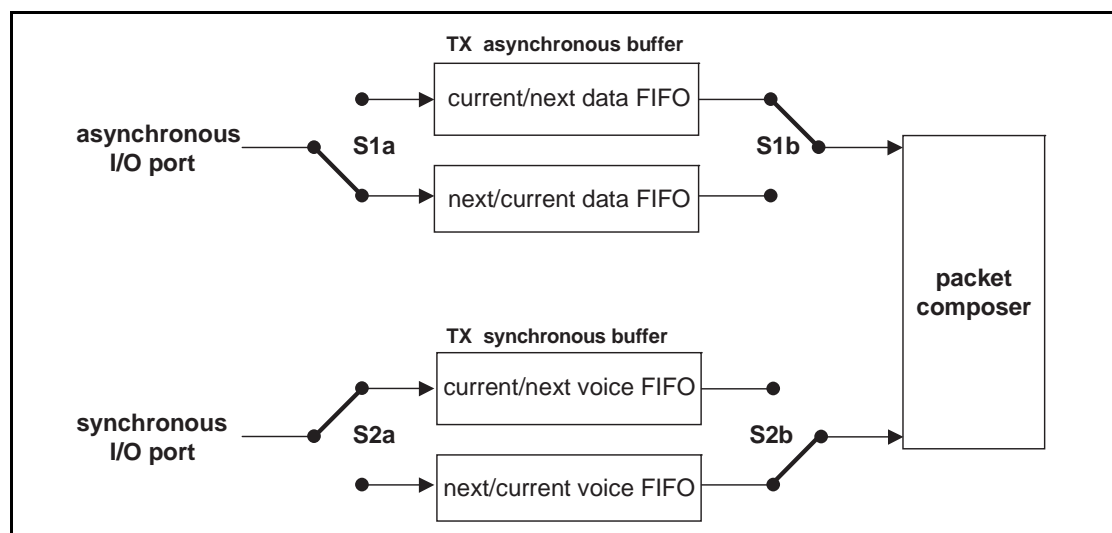 TX asynchronous buffer
current/next data FIFO
asynchronous
I/O port
S1a
S1b
next/current data FIFO
packet
composer
TX synchronous buffer
current/next voice FIFO
synchronous
I/O port
S2a
S2b
next/current voice FIFO